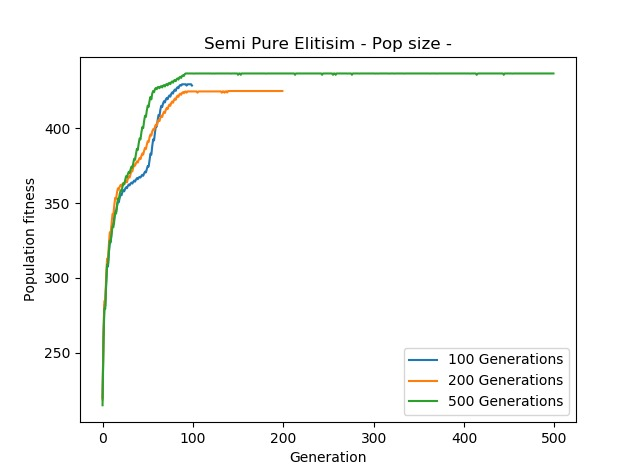 Semi Pure Elitisim - Pop size -
Population fitness
400
350
300
250
0 100 200 300 400 500
Generation
100 Generations
200 Generations
500 Generations